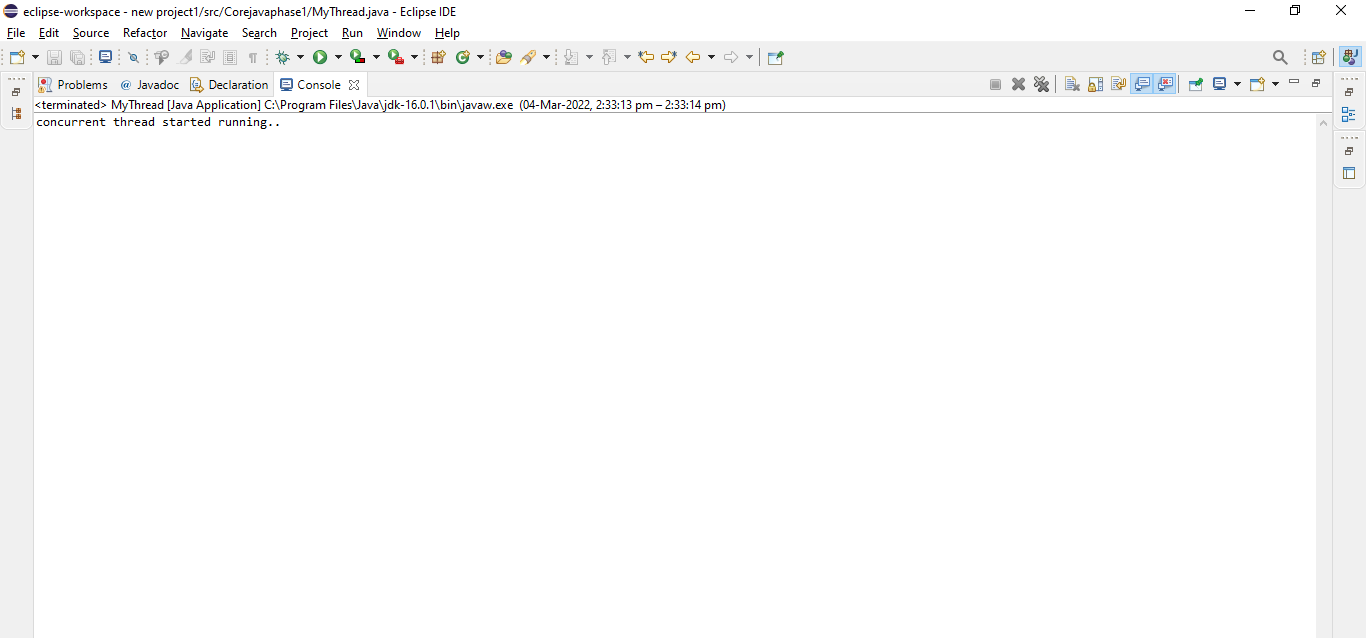 eclipse-workspace - new project1/src/Corejavaphase1/MyThread.java - Eclipse IDE
File Edit Source Refactor Navigate Search Project Run Window Help
Problems @ Javadoc Declaration Console
<terminated> MyThread [Java Application] C:\Program Files\Java\jdk-16.0.1\bin\javaw.exe (04-Mar-2022, 2:33:13 pm – 2:33:14 pm)
concurrent thread started running..